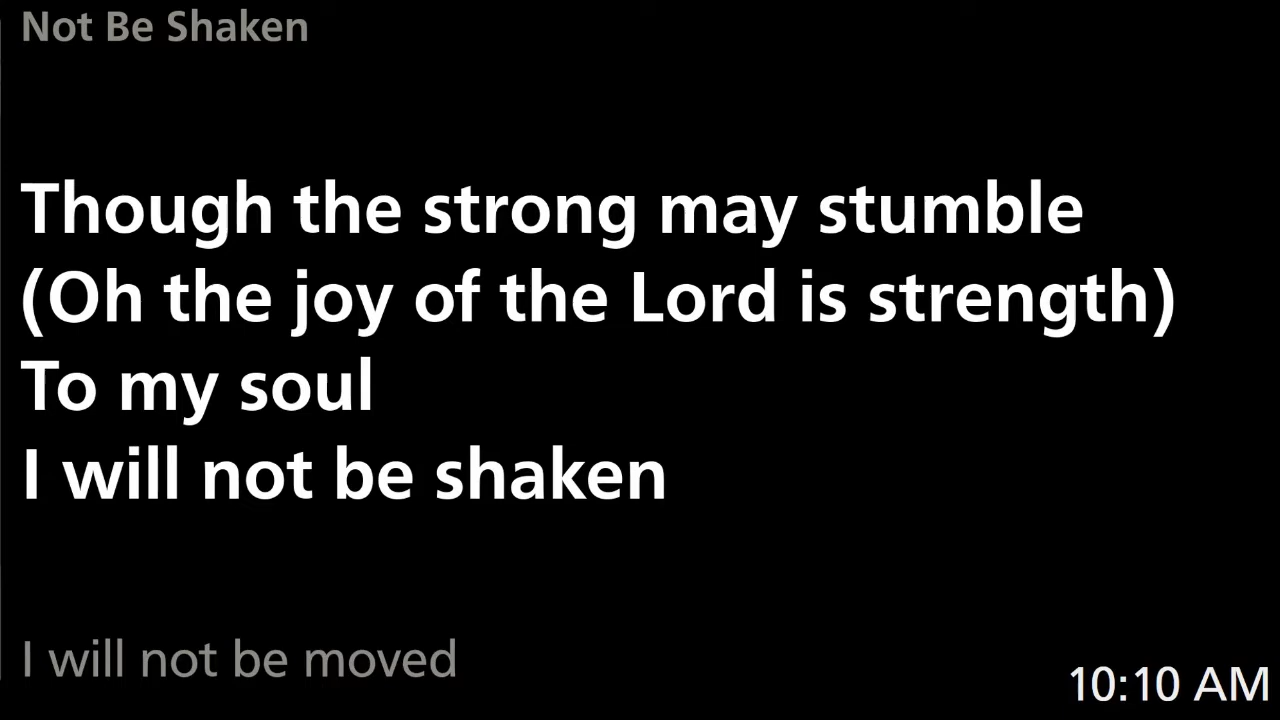 Not Be Shaken
Though the strong may stumble
(Oh the joy of the Lord is strength)
To my soul
I will not be shaken
I will not be moved
10:10 AM